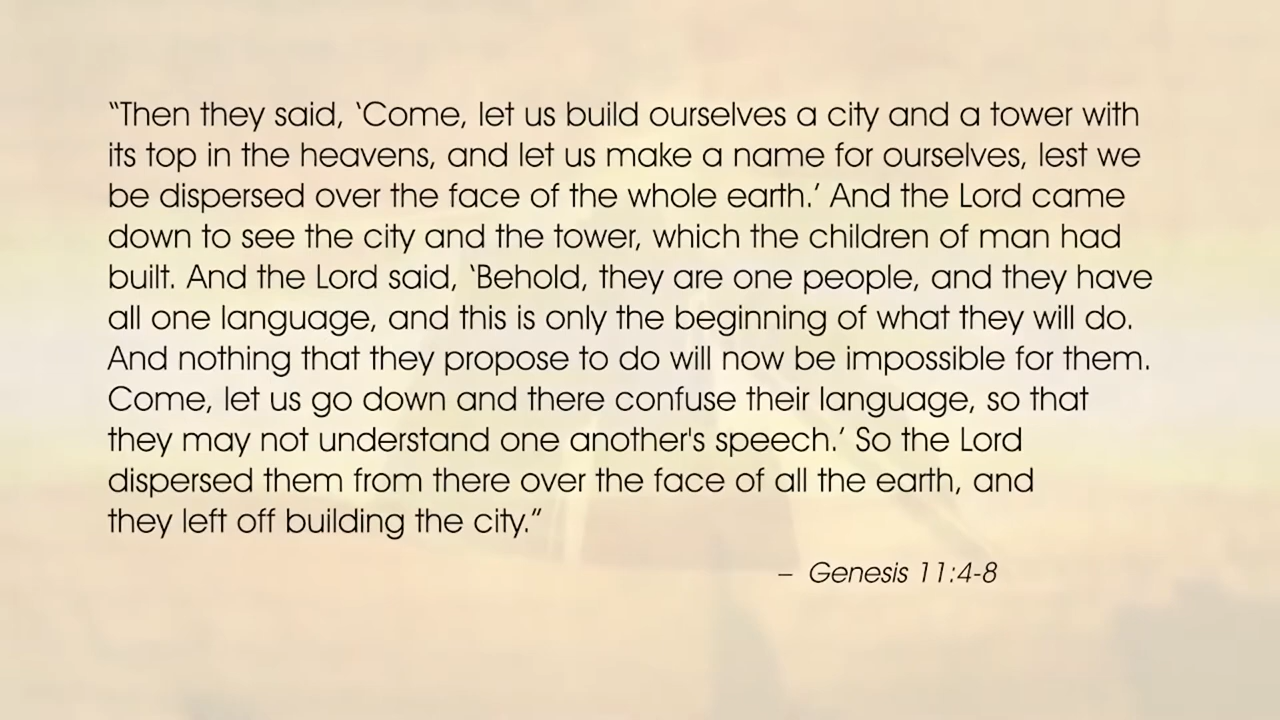 “Then they said, ‘Come, let us build ourselves a city and a tower with
its top in the heavens, and let us make a name for ourselves, lest we
be dispersed over the face of the whole earth.’ And the Lord came
down to see the city and the tower, which the children of man had
built. And the Lord said, ‘Behold, they are one people, and they have
all one language, and this is only the beginning of what they will do.
And nothing that they propose to do will now be impossible for them.
Come, let us go down and there confuse their language, so that
they may not understand one another's speech.’ So the Lord
dispersed them from there over the face of all the earth, and
they left off building the city.”
– Genesis 11:4-8